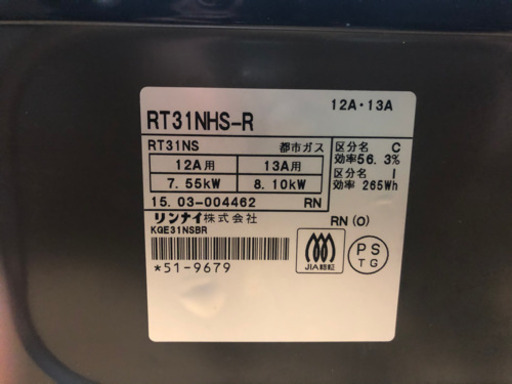 RT31NHS-R
12A・13A
RT31NS 都市ガス
12A用 13A用
7.55kW 8.10kW
区分名 C
効率56.3%
区分名 I
効率 265Wh
15.03-004462 RN
リンナイ株式会社 RN(O)
KGE31NSBR
*51-9679
JIA認証
PS
TG